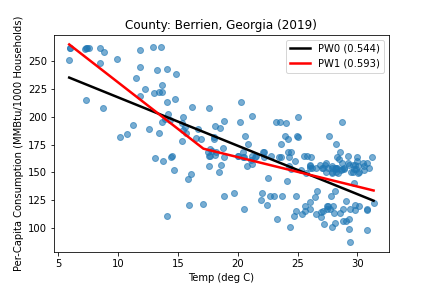 County: Berrien, Georgia (2019)
PW0 (0.544)
PW1 (0.593)
Per-Capita Consumption (MMBtu/1000 Households)
250
225
200
175
150
125
100
5 10 15 20 25 30
Temp (deg C)